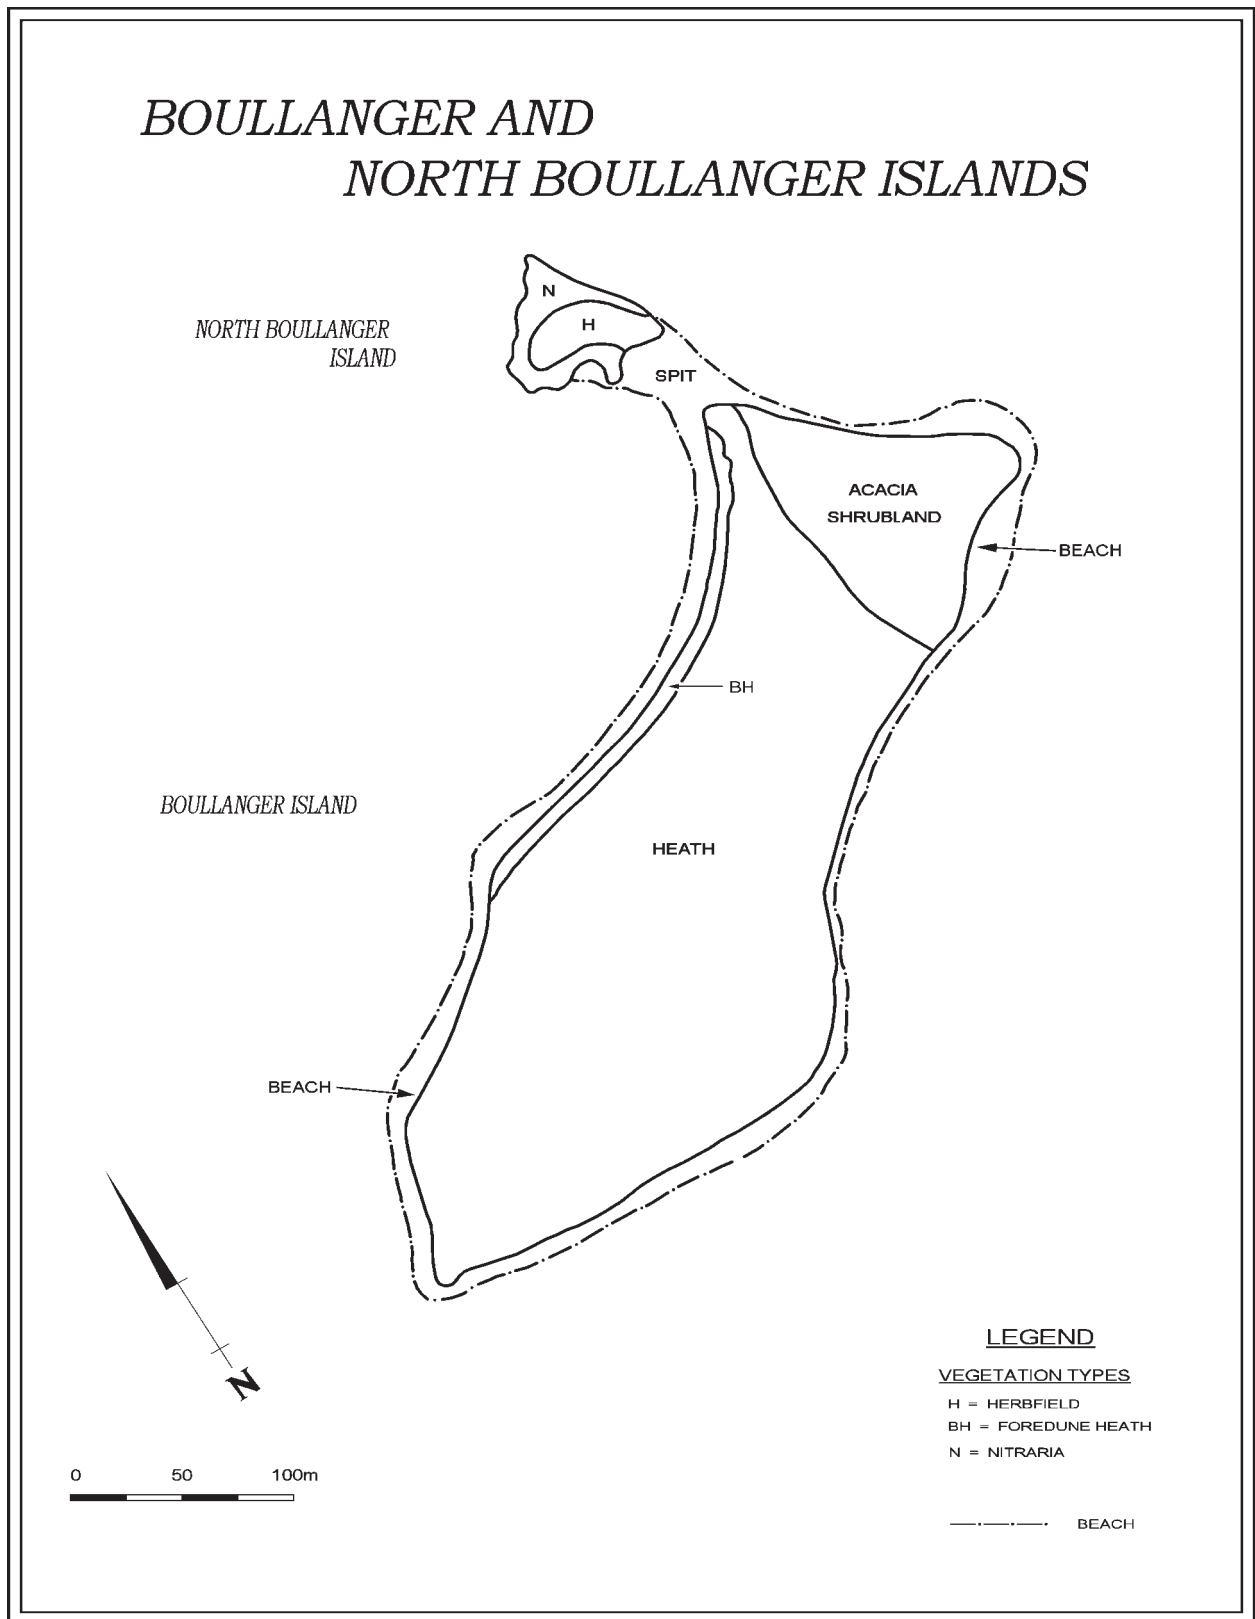 BOULLANGER AND
NORTH BOULLANGER ISLANDS
N
H
NORTH BOULLANGER
ISLAND
SPIT
ACACIA
SHRUBLAND
BEACH
BH
BOULLANGER ISLAND
HEATH
BEACH
N
LEGEND
VEGETATION TYPES
H = HERBFIELD
BH = FOREDUNE HEATH
N = NITRARIA
0 50 100m
BEACH